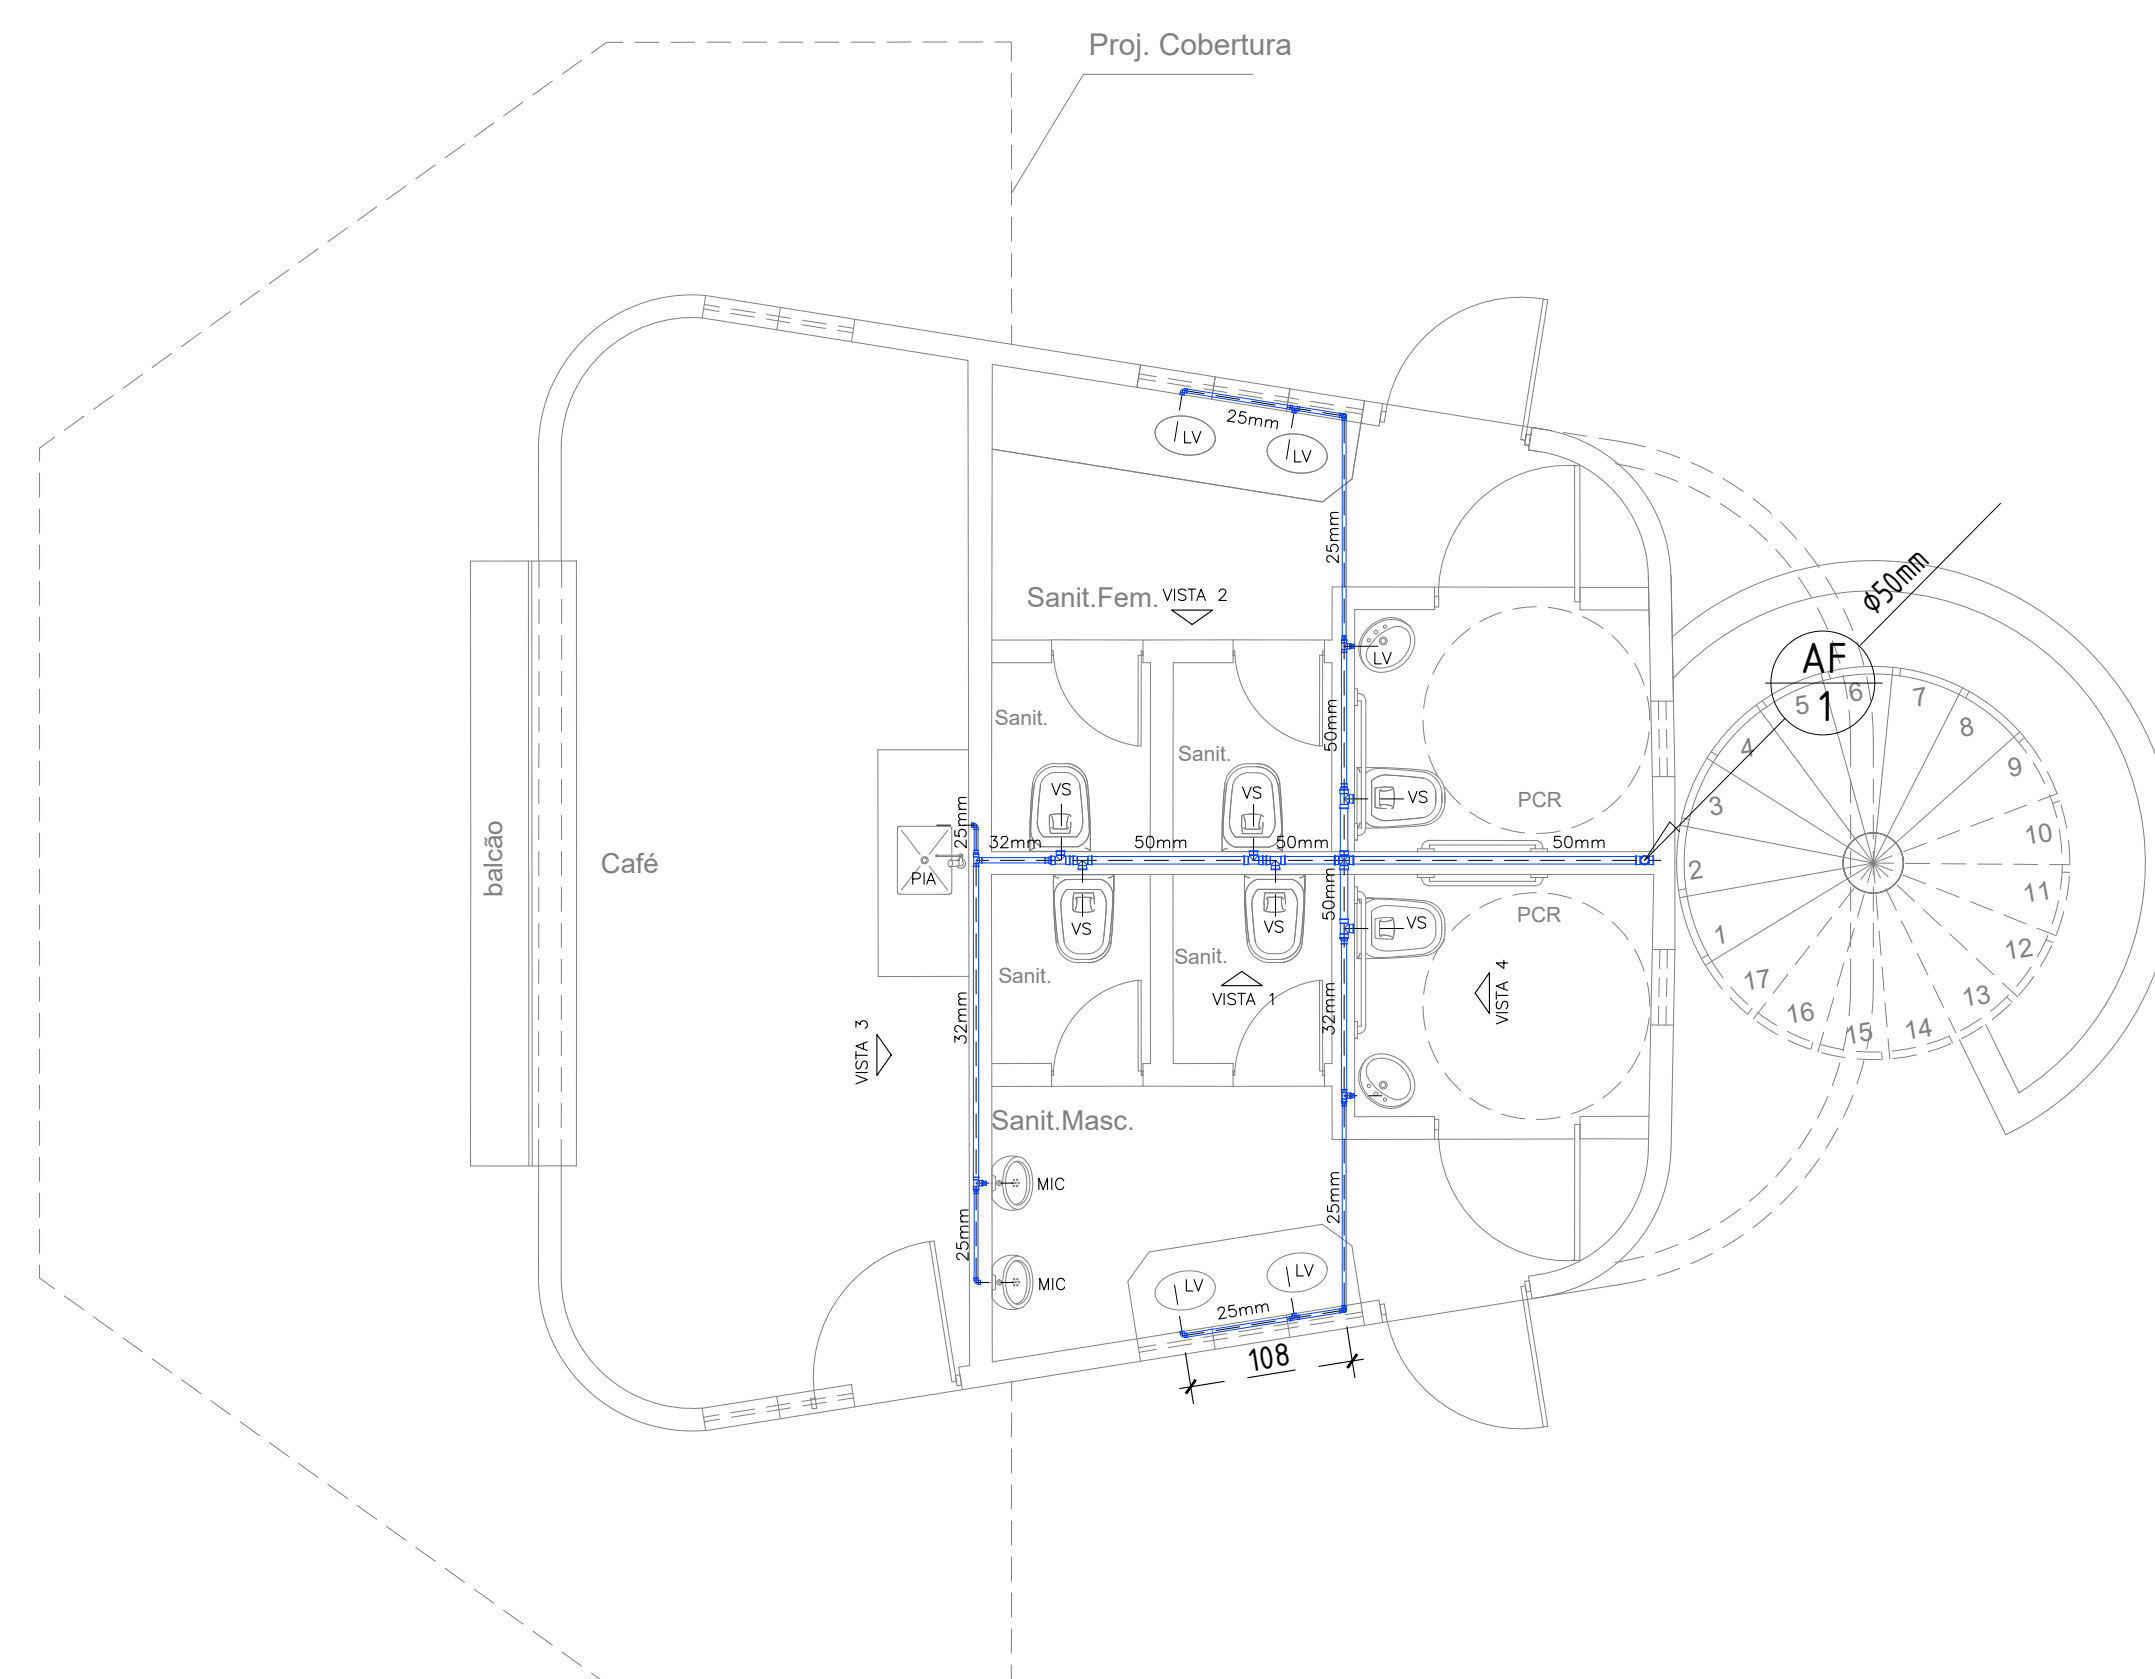 Proj. Cobertura
25mm
LV
LV
25mm
Ø50mm
Sanit.Fem.
VISTA 2
LV
AF
1
5
6
7
8
4
9
3
10
2
11
1
12
17
13
16
15
14
Sanit.
Sanit.
50mm
VS
VS
VS
PCR
25mm
32mm
50mm
50mm
50mm
balcão
Café
PIA
50mm
VS
VS
VS
PCR
Sanit.
Sanit.
VISTA 1
VISTA 4
32mm
32mm
VISTA 3
Sanit.Masc.
MIC
25mm
25mm
MIC
LV
LV
25mm
108